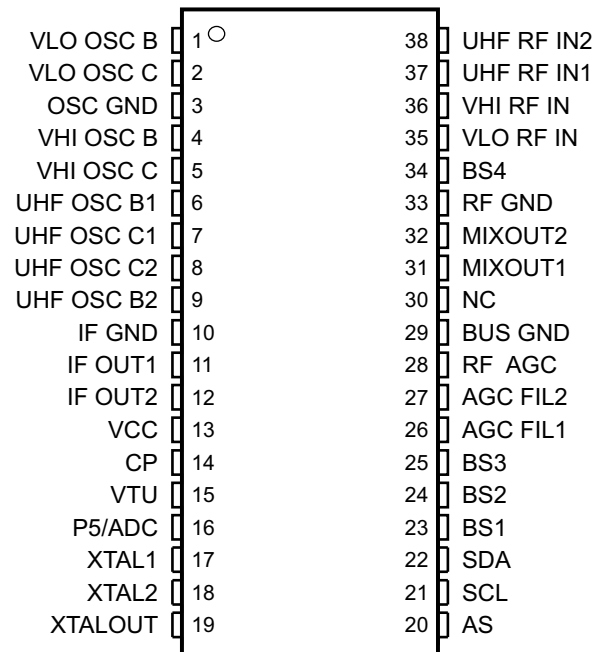 VLO OSC B 1 38 UHF RF IN2
VLO OSC C 2 37 UHF RF IN1
OSC GND 3 36 VHI RF IN
VHI OSC B 4 35 VLO RF IN
VHI OSC C 5 34 BS4
UHF OSC B1 6 33 RF GND
UHF OSC C1 7 32 MIXOUT2
UHF OSC C2 8 31 MIXOUT1
UHF OSC B2 9 30 NC
IF GND 10 29 BUS GND
IF OUT1 11 28 RF AGC
IF OUT2 12 27 AGC FIL2
VCC 13 26 AGC FIL1
CP 14 25 BS3
VTU 15 24 BS2
P5/ADC 16 23 BS1
XTAL1 17 22 SDA
XTAL2 18 21 SCL
XTALOUT 19 20 AS